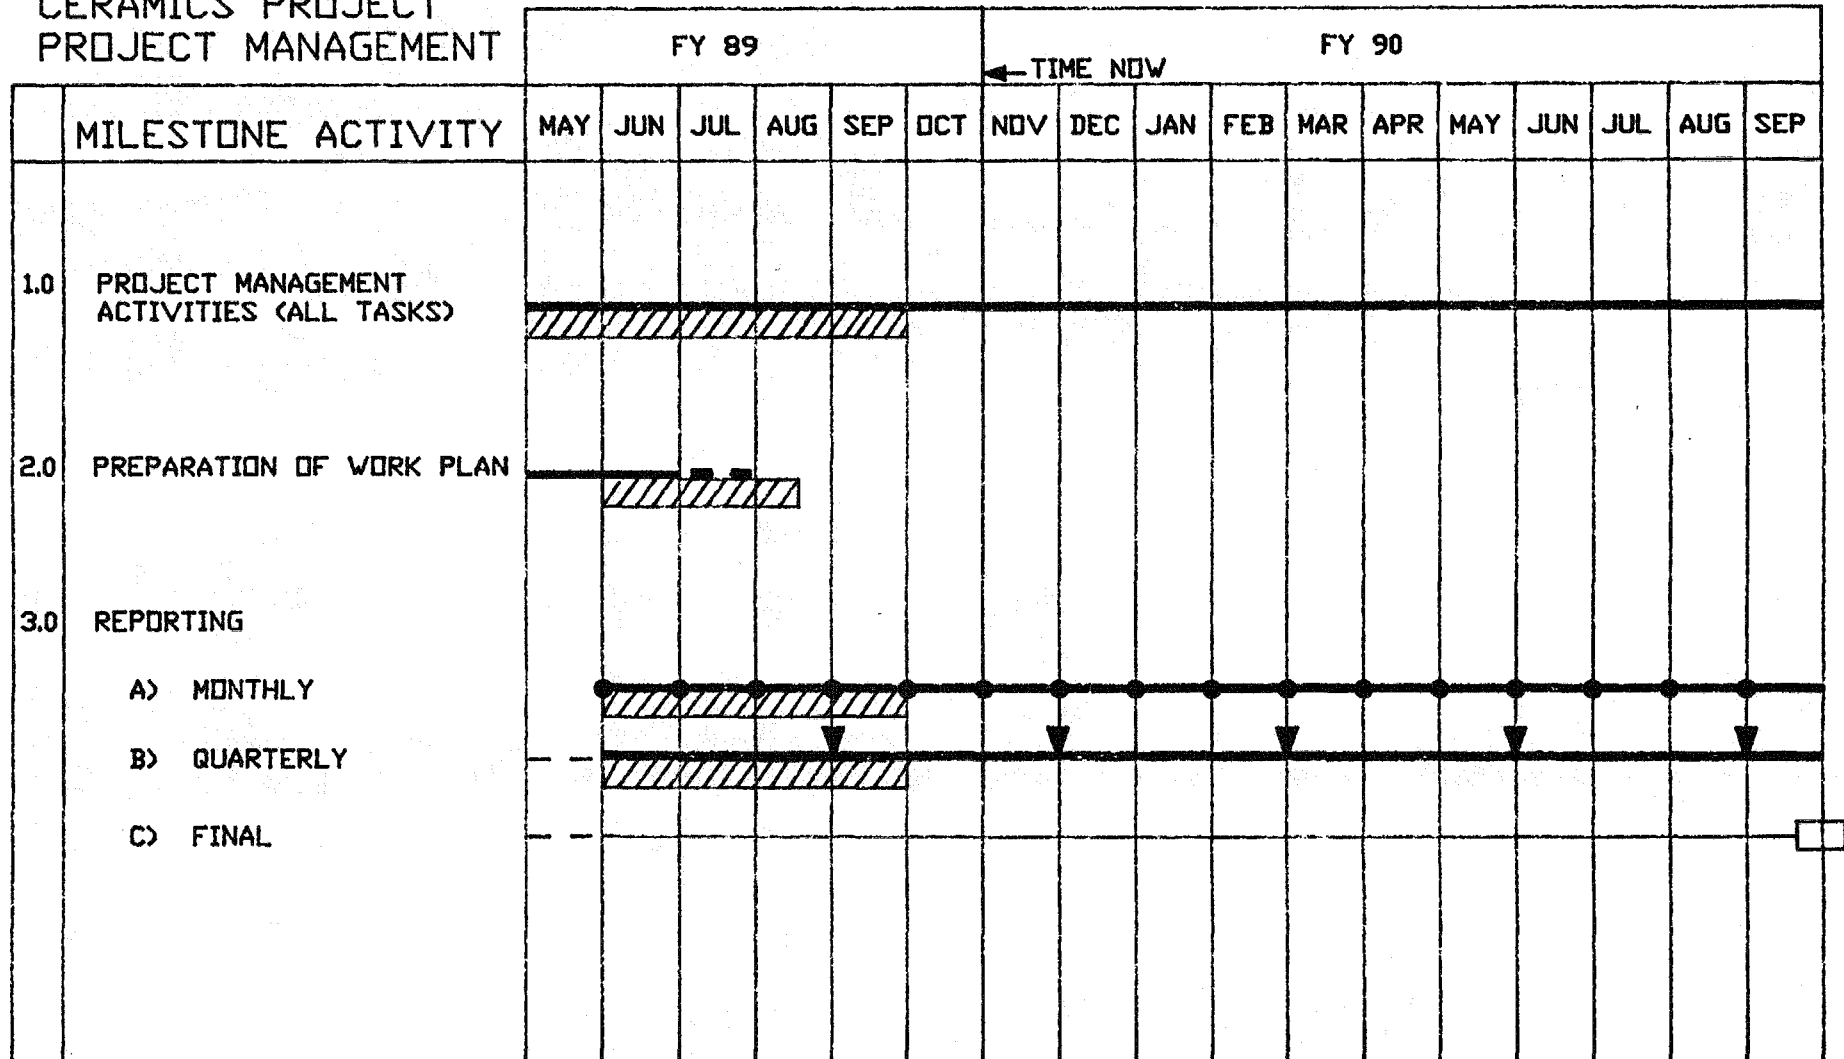 CERAMICS PROJECT
PROJECT MANAGEMENT
FY 89
FY 90
TIME NOW
MILESTONE ACTIVITY
MAY JUN JUL AUG SEP OCT NOV DEC JAN FEB MAR APR MAY JUN JUL AUG SEP
1.0 PROJECT MANAGEMENT
ACTIVITIES (ALL TASKS)
2.0 PREPARATION OF WORK PLAN
3.0 REPORTING
A) MONTHLY
B) QUARTERLY
C) FINAL